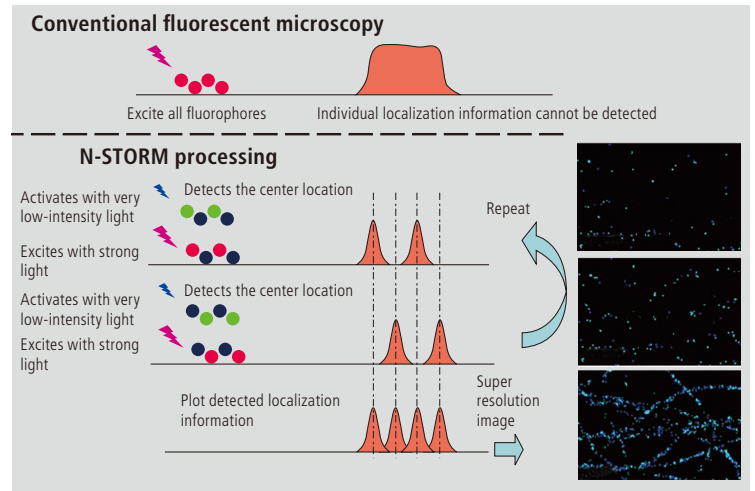 Conventional fluorescent microscopy
Excite all fluorophores
Individual localization information cannot be detected
N-STORM processing
Activates with very
low-intensity light
Detects the center location
Repeat
Excites with strong
light
Activates with very
low-intensity light
Detects the center location
Excites with strong
light
Plot detected localization
information
Super
resolution
image